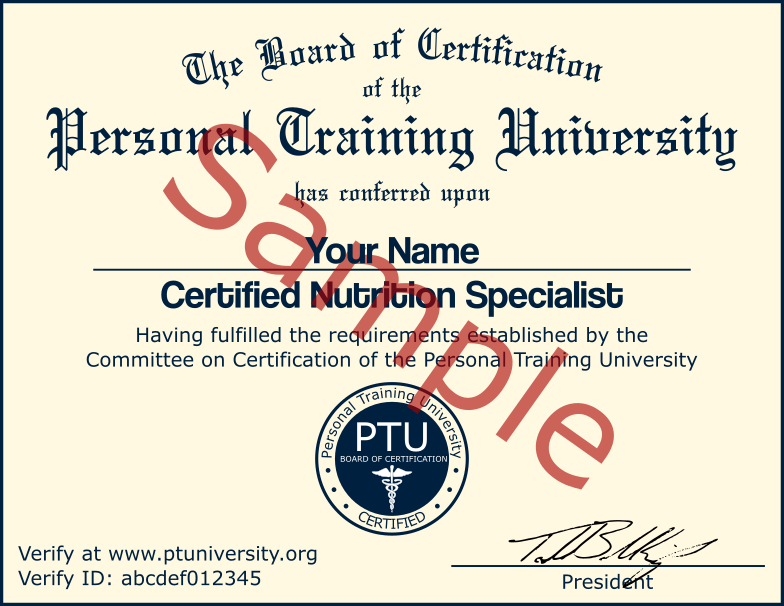 The Board of Certification
of the
Personal Training University
has conferred upon
Your Name
Certified Nutrition Specialist
Having fulfilled the requirements established by the
Committee on Certification of the Personal Training University
Sample
Personal Training University
PTU
BOARD OF CERTIFICATION
CERTIFIED
Verify at www.ptuniversity.org
Verify ID: abcdef012345
President